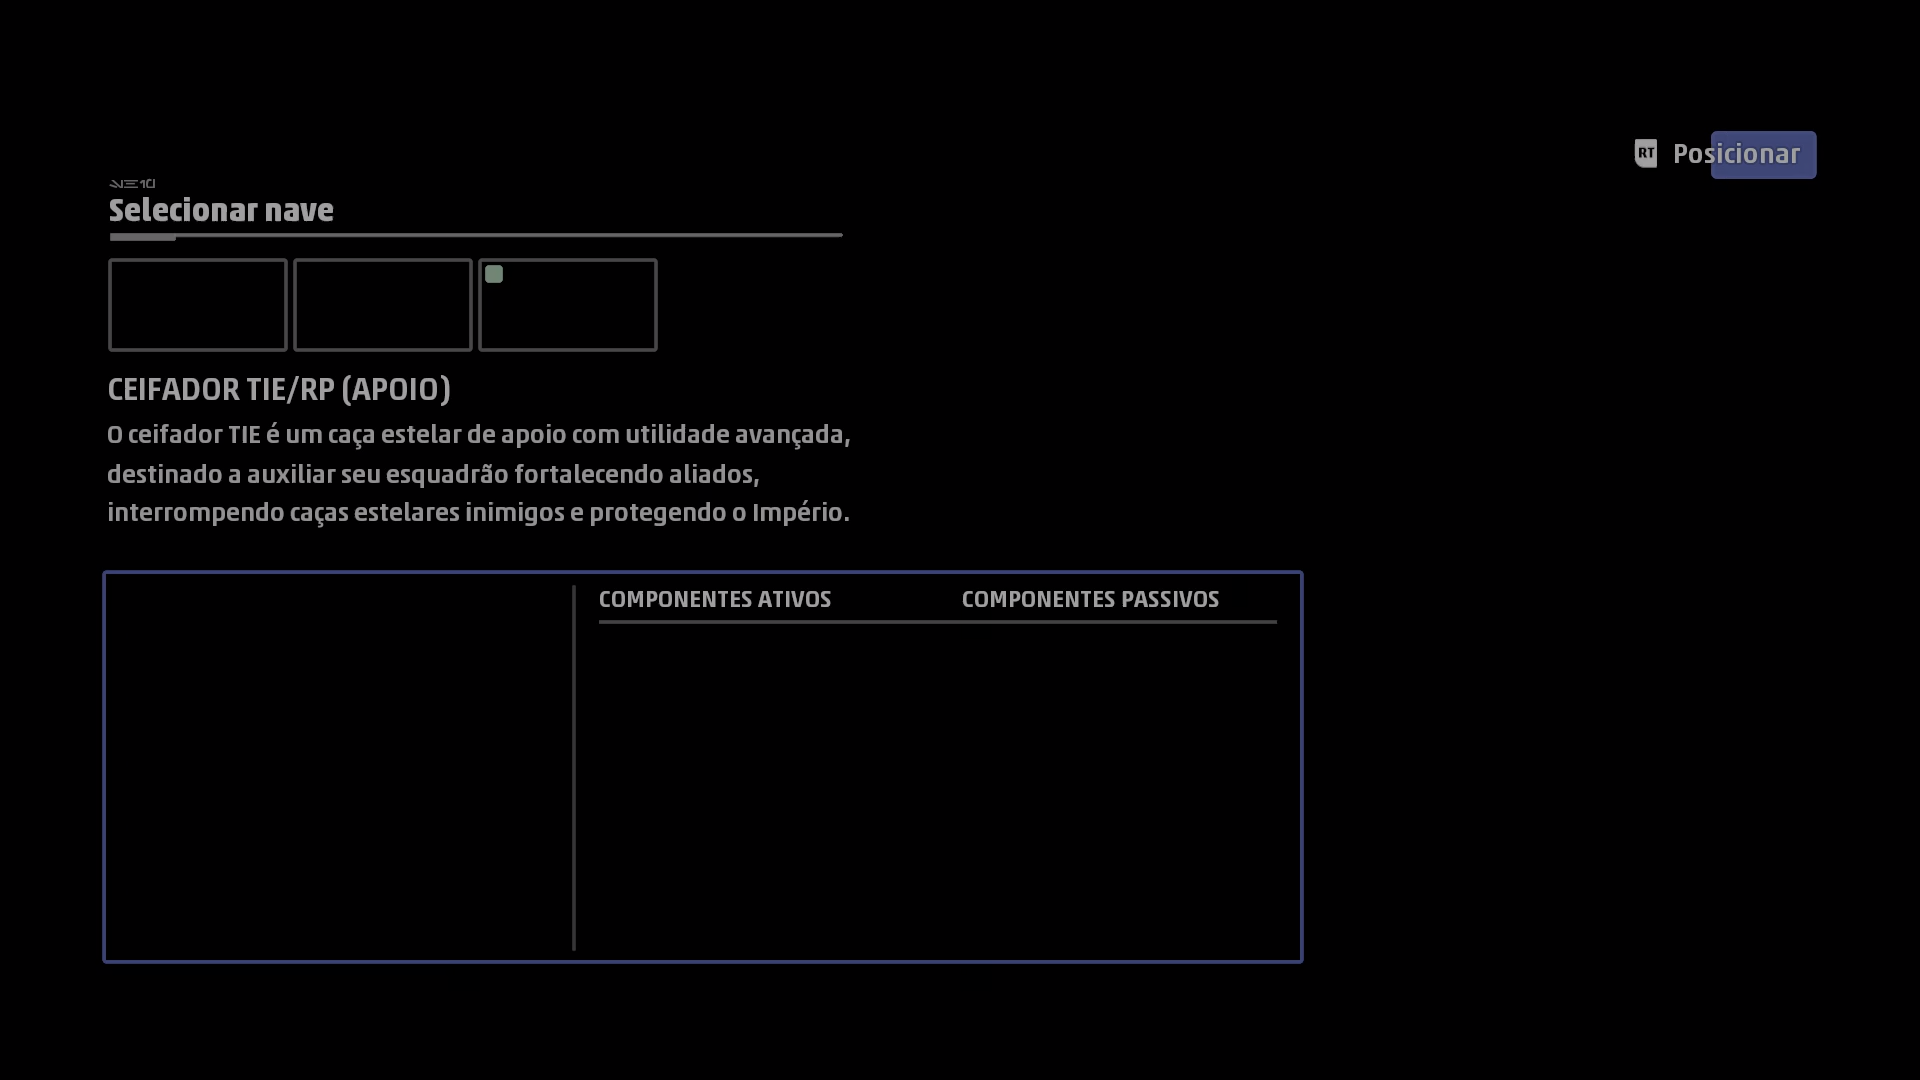 RT Posicionar
Selecionar nave
CEIFADOR TIE/RP (APOIO)
O ceifador TIE é um caça estelar de apoio com utilidade avançada,
destinado a auxiliar seu esquadrão fortalecendo aliados,
interrompendo caças estelares inimigos e protegendo o Império.
COMPONENTES ATIVOS
COMPONENTES PASSIVOS